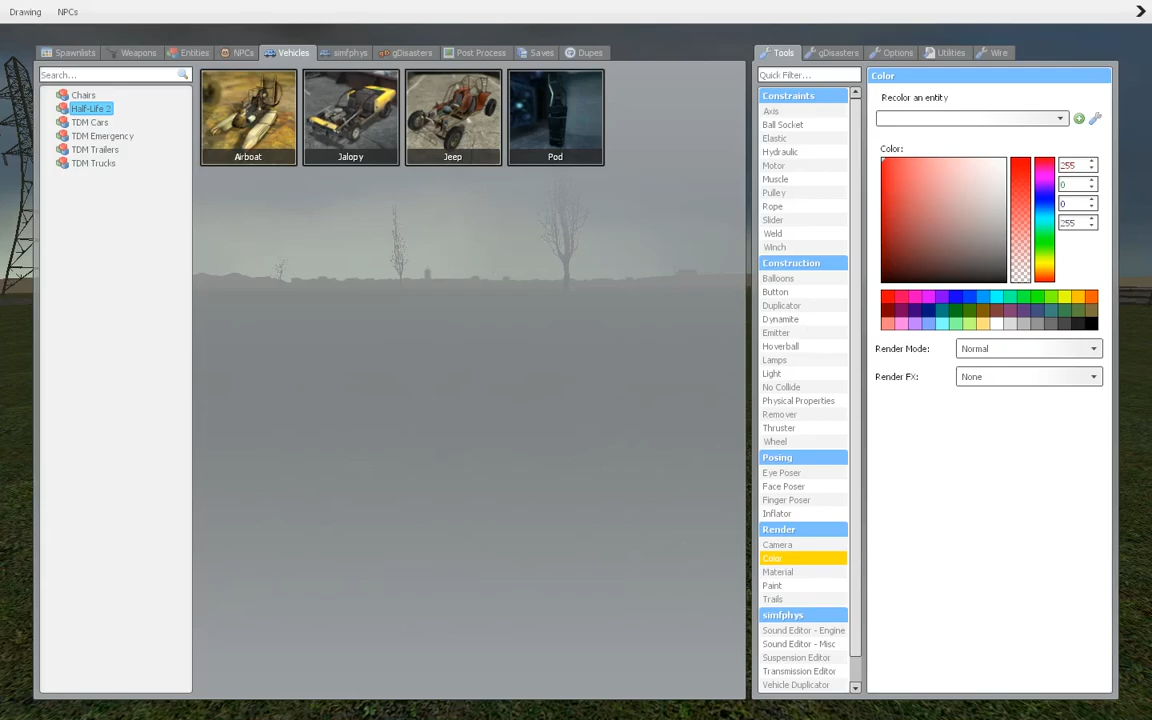 Drawing NPCs
Spawnlists Weapons Entities NPCs Vehicles simfphys gDisasters Post Process Saves Dupes
Search...
Chairs
Half-Life 2
TDM Cars
TDM Emergency
TDM Trailers
TDM Trucks
Airboat Jalopy Jeep Pod
Tools gDisasters Options Utilities Wire
Quick Filter...
Constraints
Axis
Ball Socket
Elastic
Hydraulic
Motor
Muscle
Pulley
Rope
Slider
Weld
Winch
Construction
Balloons
Button
Duplicator
Dynamite
Emitter
Hoverball
Lamps
Light
No Collide
Physical Properties
Remover
Thruster
Wheel
Posing
Eye Poser
Face Poser
Finger Poser
Inflator
Render
Camera
Color
Material
Paint
Trails
simfphys
Sound Editor - Engine
Sound Editor - Misc
Suspension Editor
Transmission Editor
Vehicle Duplicator
Color
Recolor an entity
Color:
255
0
0
255
Render Mode: Normal
Render FX: None